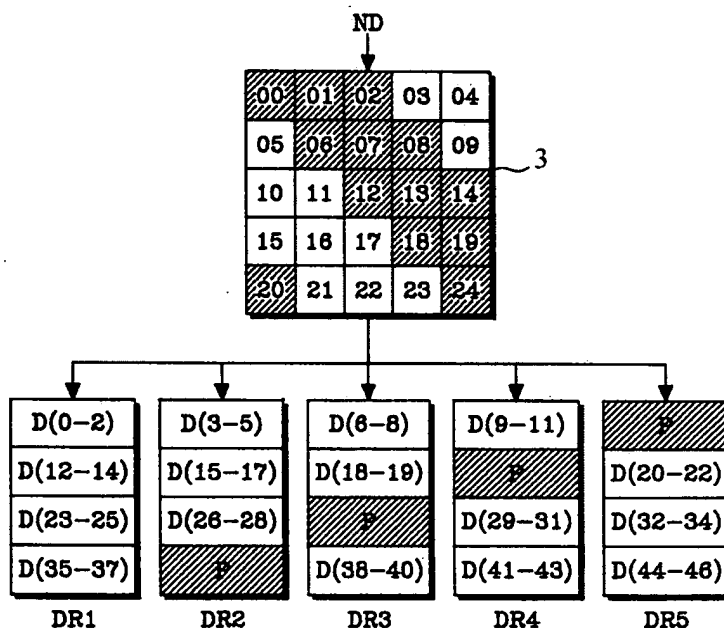 ND
00 01 02 03 04
05 06 07 08 09
3
10 11 12 13 14
15 16 17 18 19
20 21 22 23 24
D(0-2) D(3-5) D(6-8) D(9-11) P
D(12-14) D(15-17) D(18-19) P D(20-22)
D(23-25) D(26-28) P D(29-31) D(32-34)
D(35-37) P D(38-40) D(41-43) D(44-46)
DR1 DR2 DR3 DR4 DR5